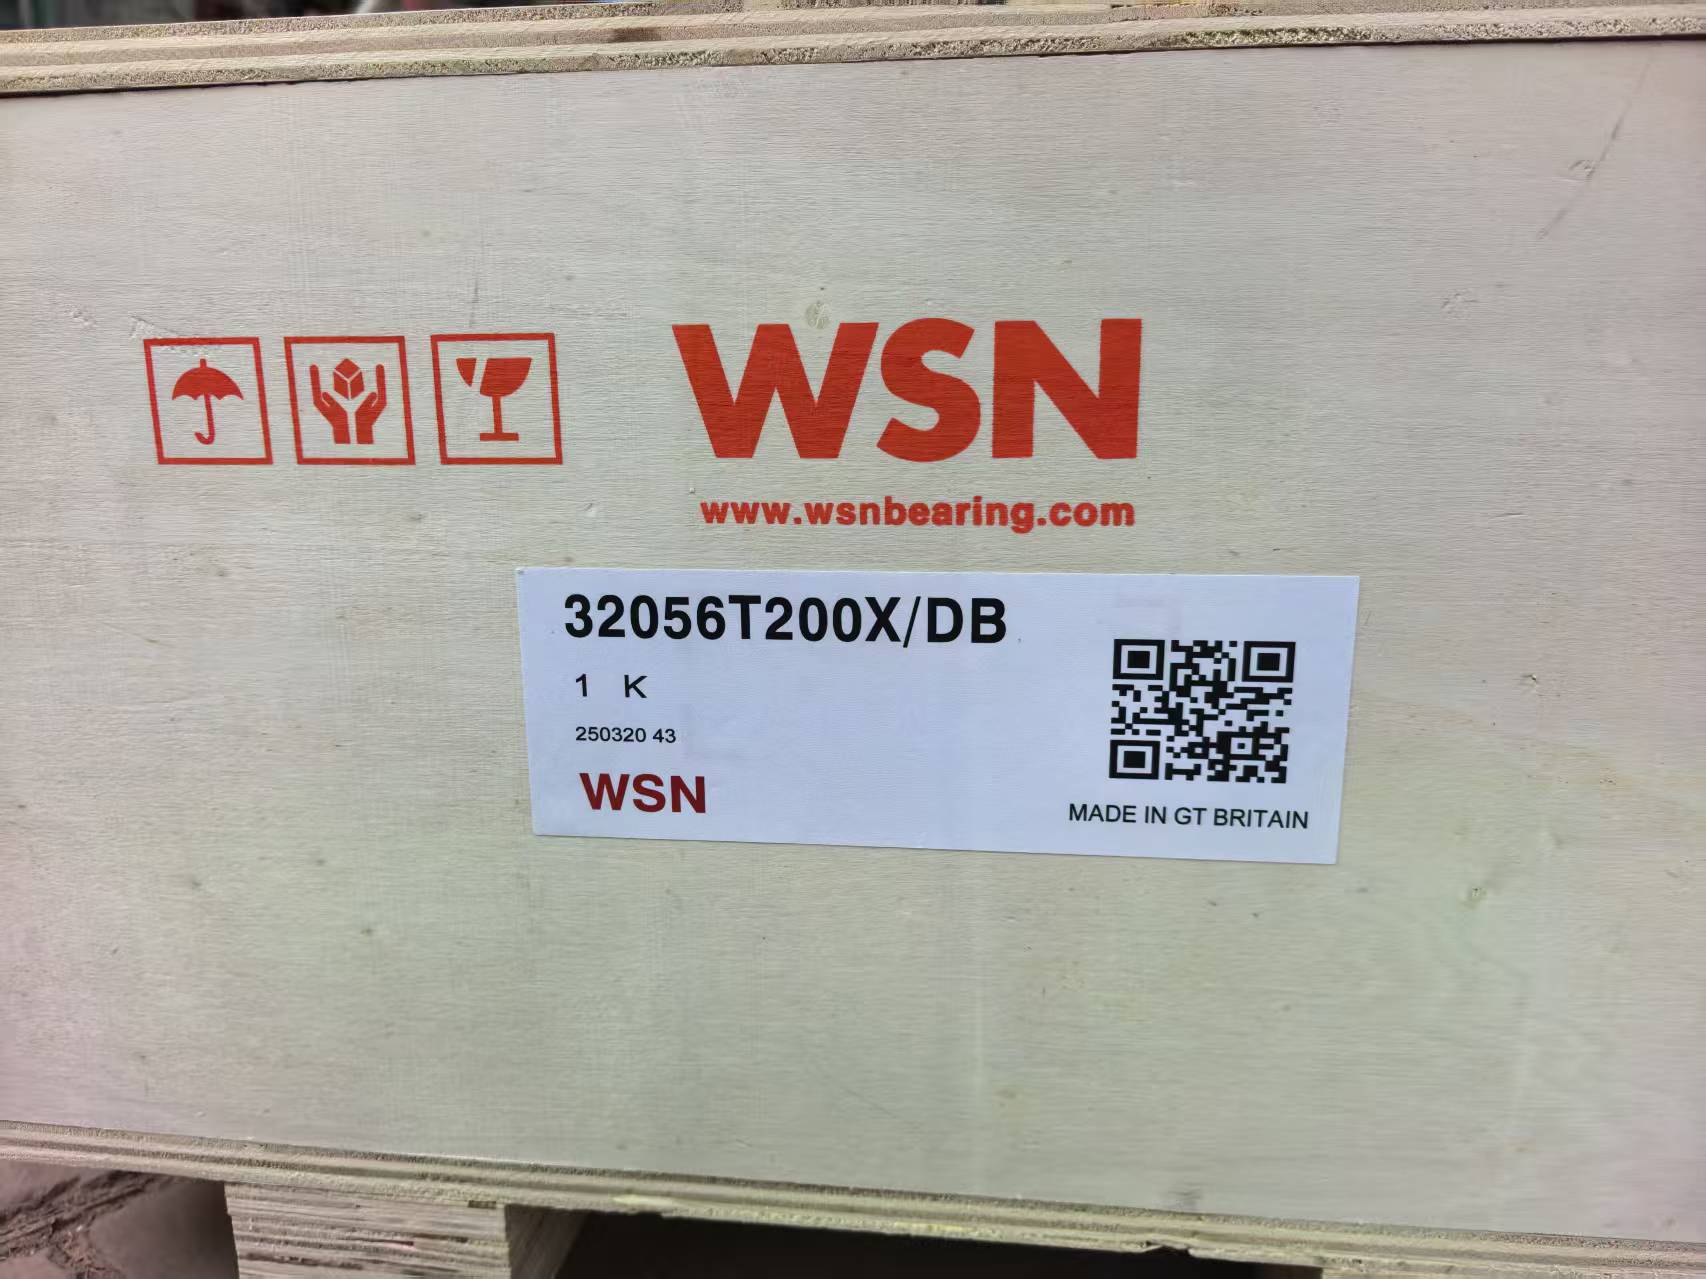 WSN
www.wsnbearing.com
32056T200X/DB
1 K
250320 43
WSN
MADE IN GT BRITAIN